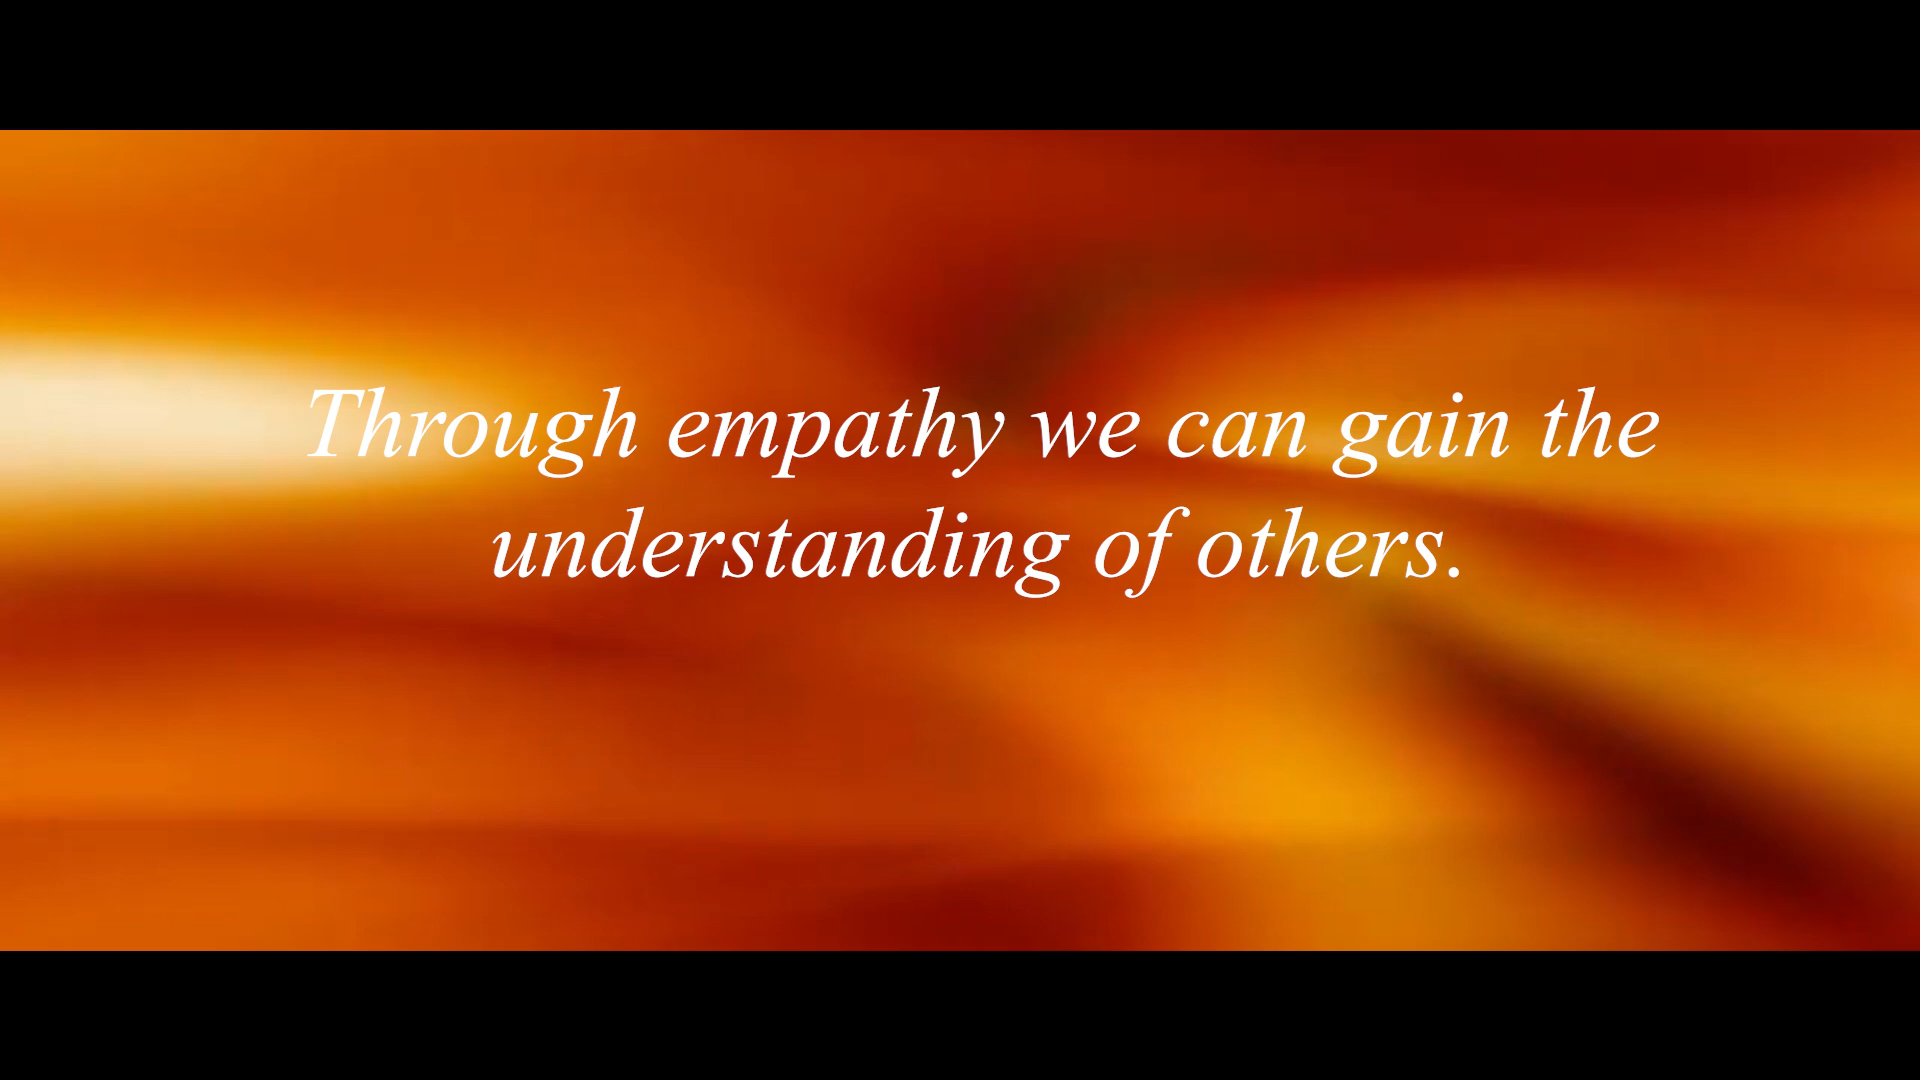 Through empathy we can gain the
understanding of others.